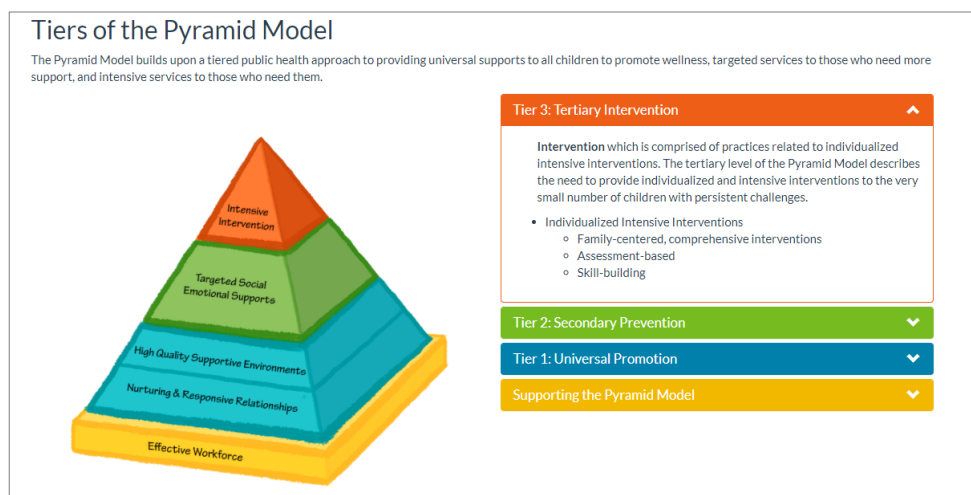 Tiers of the Pyramid Model
The Pyramid Model builds upon a tiered public health approach to providing universal supports to all children to promote wellness, targeted services to those who need more
support, and intensive services to those who need them.
Intensive
Intervention
Targeted Social
Emotional Supports
High Quality Supportive Environments
Nurturing & Responsive Relationships
Effective Workforce
Tier 3: Tertiary Intervention
Intervention which is comprised of practices related to individualized
intensive interventions. The tertiary level of the Pyramid Model describes
the need to provide individualized and intensive interventions to the very
small number of children with persistent challenges.
• Individualized Intensive Interventions
◦ Family-centered, comprehensive interventions
◦ Assessment-based
◦ Skill-building
Tier 2: Secondary Prevention
Tier 1: Universal Promotion
Supporting the Pyramid Model